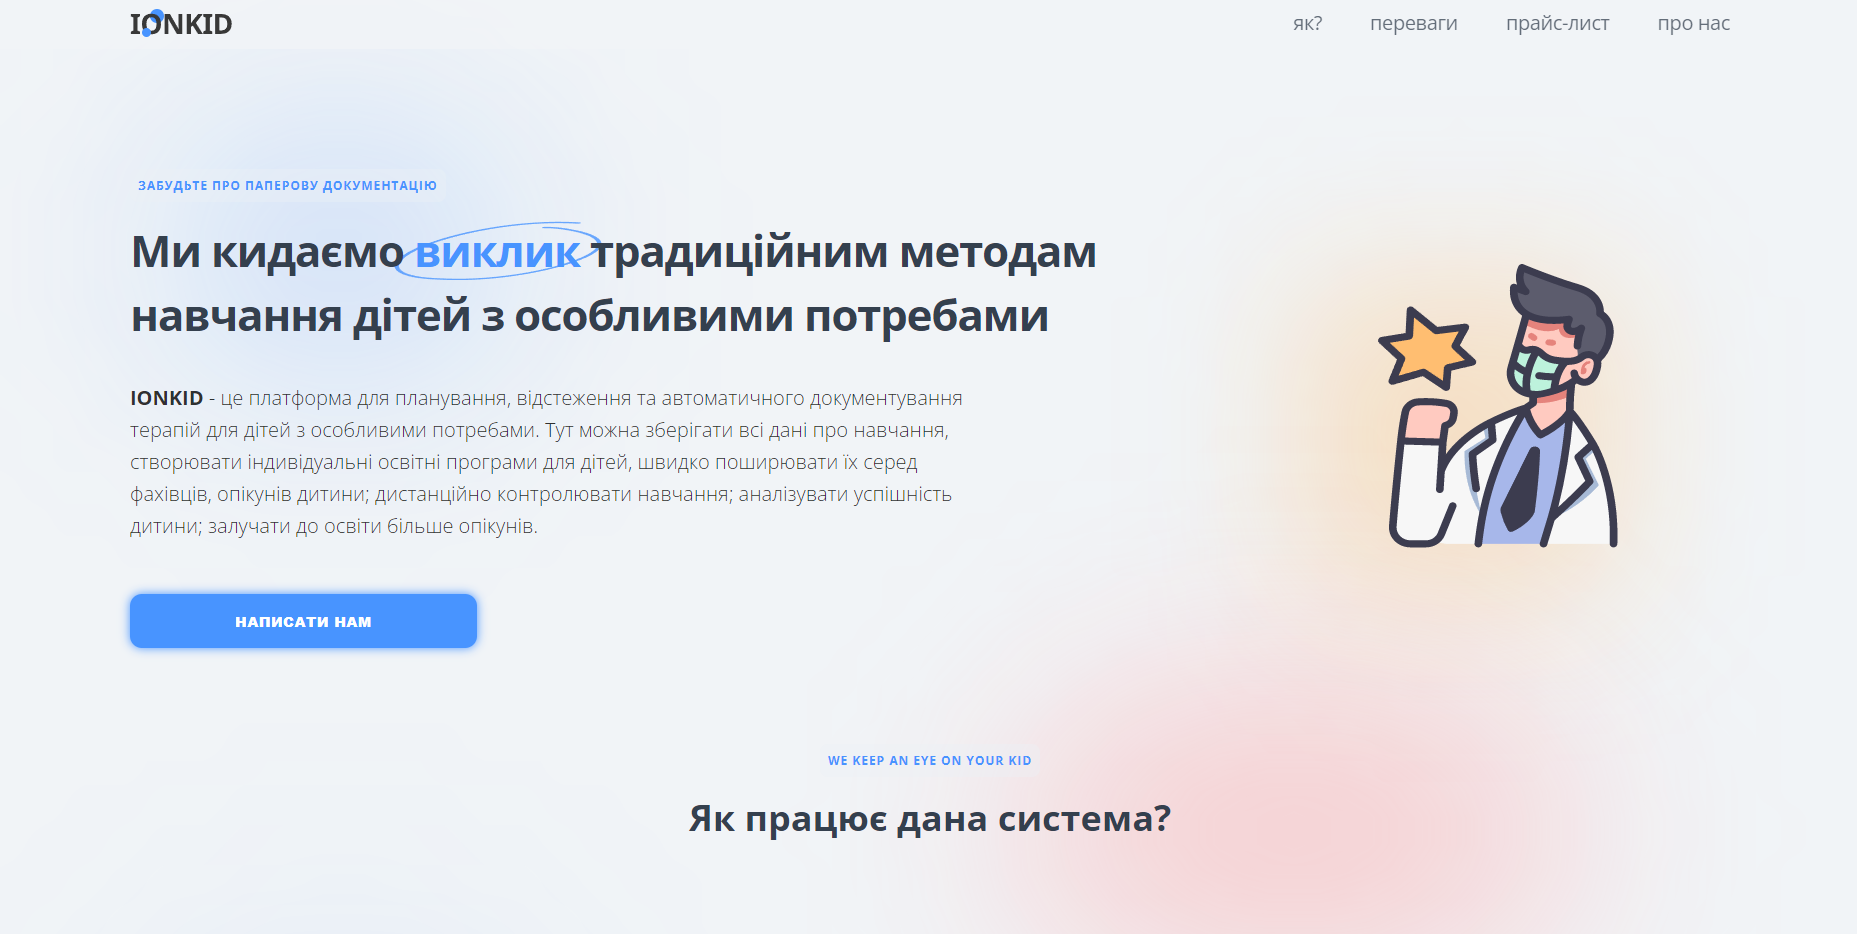 IONKID
як?
переваги
прайс-лист
про нас
ЗАБУДЬТЕ ПРО ПАПЕРОВУ ДОКУМЕНТАЦІЮ
Ми кидаємо виклик традиційним методам
навчання дітей з особливими потребами
IONKID - це платформа для планування, відстеження та автоматичного документування
терапій для дітей з особливими потребами. Тут можна зберігати всі дані про навчання,
створювати індивідуальні освітні програми для дітей, швидко поширювати їх серед
фахівців, опікунів дитини; дистанційно контролювати навчання; аналізувати успішність
дитини; залучати до освіти більше опікунів.
НАПИСАТИ НАМ
WE KEEP AN EYE ON YOUR KID
Як працює дана система?